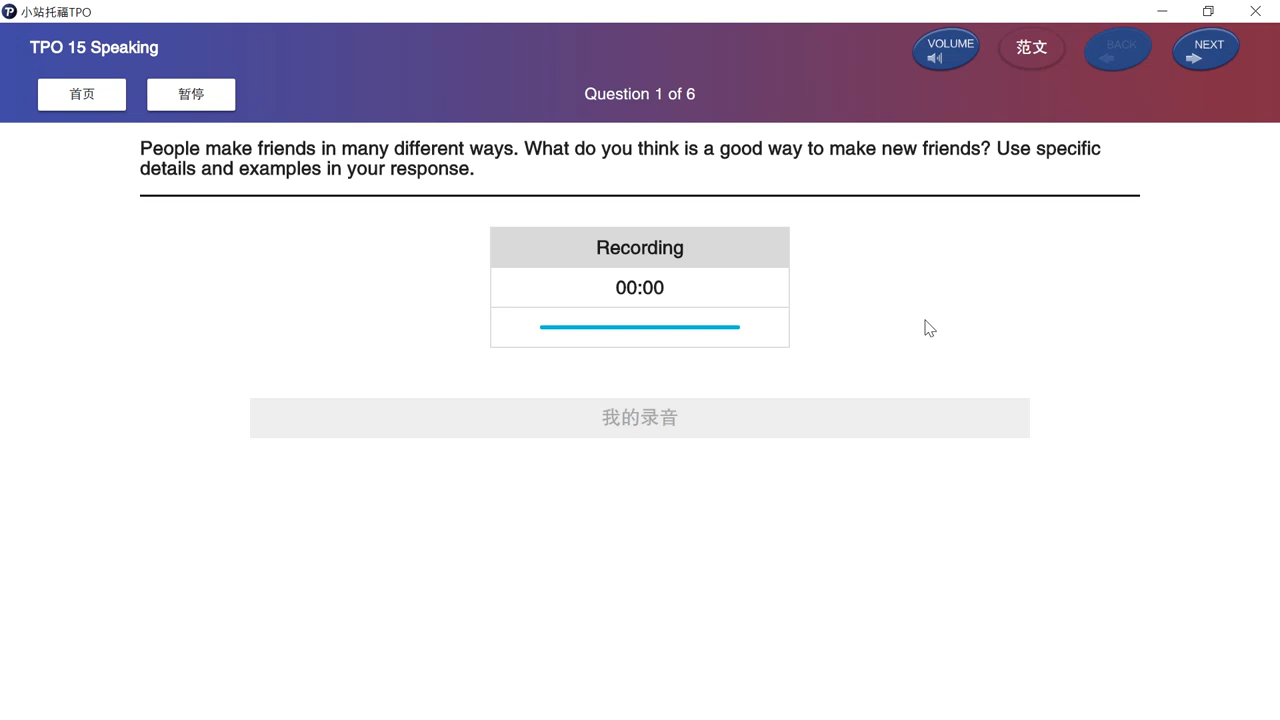 小站托福TPO
TPO 15 Speaking
VOLUME
范文
BACK
NEXT
首页
暂停
Question 1 of 6
People make friends in many different ways. What do you think is a good way to make new friends? Use specific
details and examples in your response.
Recording
00:00
我的录音